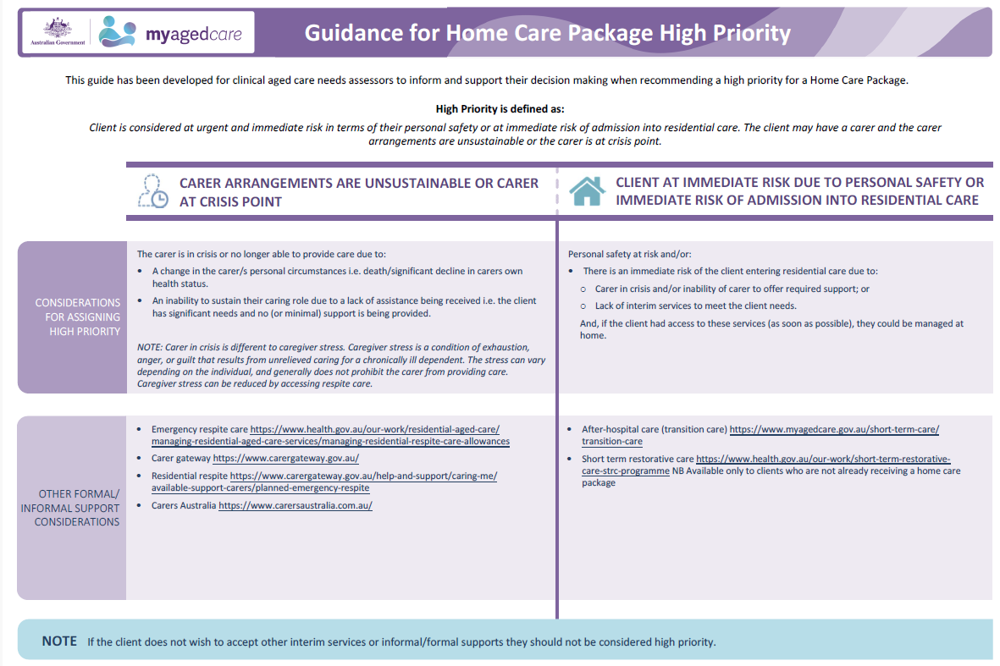 Australian Government
myagedcare
Guidance for Home Care Package High Priority
This guide has been developed for clinical aged care needs assessors to inform and support their decision making when recommending a high priority for a Home Care Package.
High Priority is defined as:
Client is considered at urgent and immediate risk in terms of their personal safety or at immediate risk of admission into residential care. The client may have a carer and the carer
arrangements are unsustainable or the carer is at crisis point.
CARER ARRANGEMENTS ARE UNSUSTAINABLE OR CARER
AT CRISIS POINT
CLIENT AT IMMEDIATE RISK DUE TO PERSONAL SAFETY OR
IMMEDIATE RISK OF ADMISSION INTO RESIDENTIAL CARE
CONSIDERATIONS
FOR ASSIGNING
HIGH PRIORITY
The carer is in crisis or no longer able to provide care due to:
• A change in the carer/s personal circumstances i.e. death/significant decline in carers own
health status.
• An inability to sustain their caring role due to a lack of assistance being received i.e. the client
has significant needs and no (or minimal) support is being provided.
NOTE: Carer in crisis is different to caregiver stress. Caregiver stress is a condition of exhaustion,
anger, or guilt that results from unrelieved caring for a chronically ill dependent. The stress can vary
depending on the individual, and generally does not prohibit the carer from providing care.
Caregiver stress can be reduced by accessing respite care.
Personal safety at risk and/or:
• There is an immediate risk of the client entering residential care due to:
o Carer in crisis and/or inability of carer to offer required support; or
o Lack of interim services to meet the client needs.
And, if the client had access to these services (as soon as possible), they could be managed at
home.
OTHER FORMAL/
INFORMAL SUPPORT
CONSIDERATIONS
• Emergency respite care https://www.health.gov.au/our-work/residential-aged-care/
managing-residential-aged-care-services/managing-residential-respite-care-allowances
• Carer gateway https://www.carergateway.gov.au/
• Residential respite https://www.carergateway.gov.au/help-and-support/caring-me/
available-support-carers/planned-emergency-respite
• Carers Australia https://www.carersaustralia.com.au/
• After-hospital care (transition care) https://www.myagedcare.gov.au/short-term-care/
transition-care
• Short term restorative care https://www.health.gov.au/our-work/short-term-restorative-
care-strc-programme NB Available only to clients who are not already receiving a home care
package
NOTE If the client does not wish to accept other interim services or informal/formal supports they should not be considered high priority.